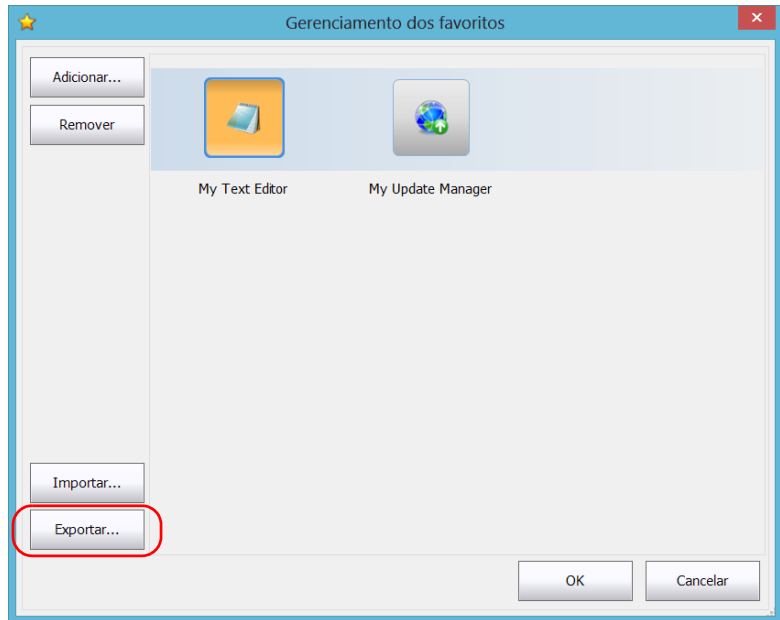 Gerenciamento dos favoritos
Adicionar...
Remover
My Text Editor
My Update Manager
Importar...
Exportar...
OK
Cancelar